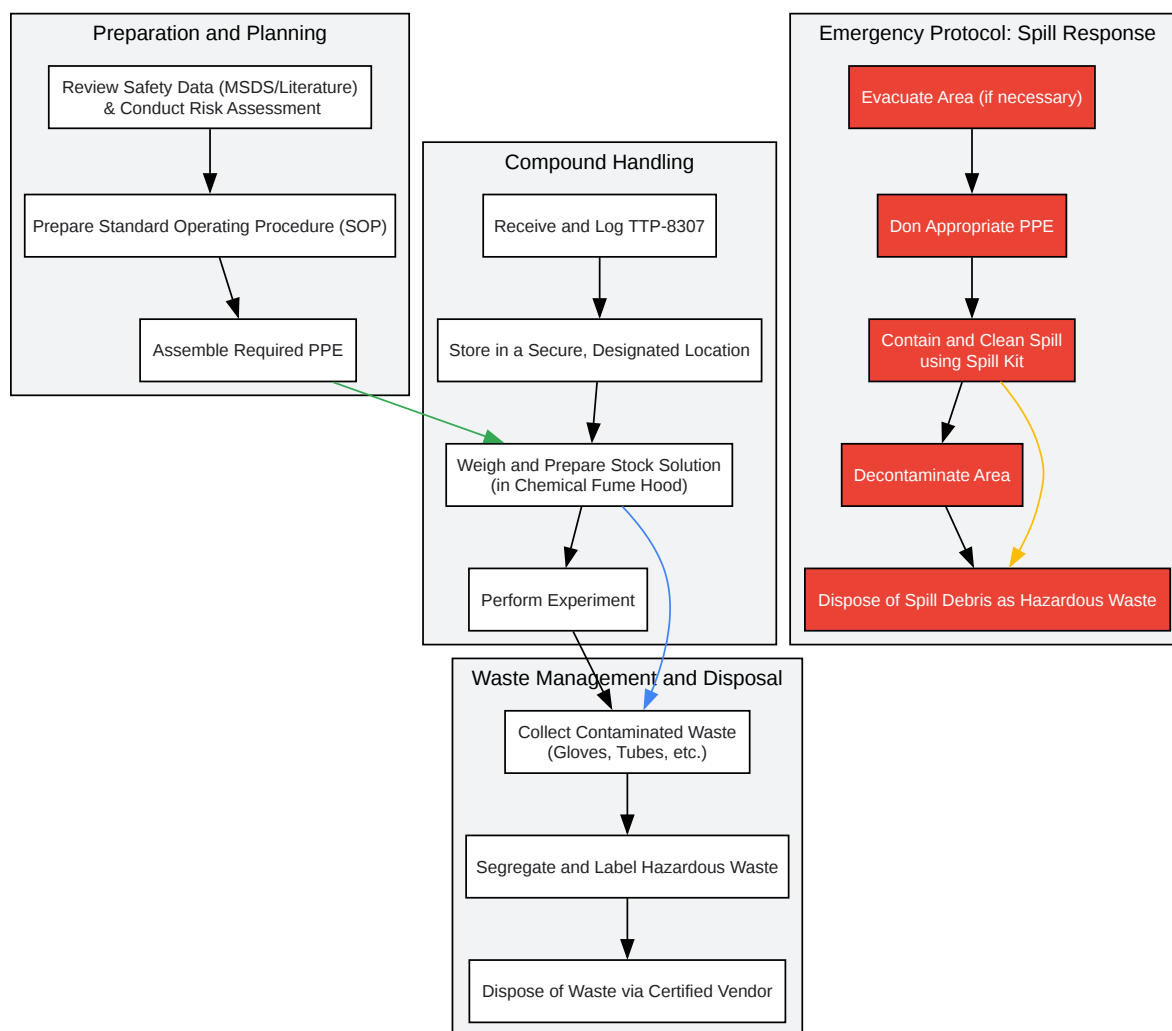 Preparation and Planning
Review Safety Data (MSDS/Literature)
& Conduct Risk Assessment
Prepare Standard Operating Procedure (SOP)
Assemble Required PPE
Compound Handling
Receive and Log TTP-8307
Store in a Secure, Designated Location
Weigh and Prepare Stock Solution
(in Chemical Fume Hood)
Perform Experiment
Waste Management and Disposal
Collect Contaminated Waste
(Gloves, Tubes, etc.)
Segregate and Label Hazardous Waste
Dispose of Waste via Certified Vendor
Emergency Protocol: Spill Response
Evacuate Area (if necessary)
Don Appropriate PPE
Contain and Clean Spill
using Spill Kit
Decontaminate Area
Dispose of Spill Debris as Hazardous Waste